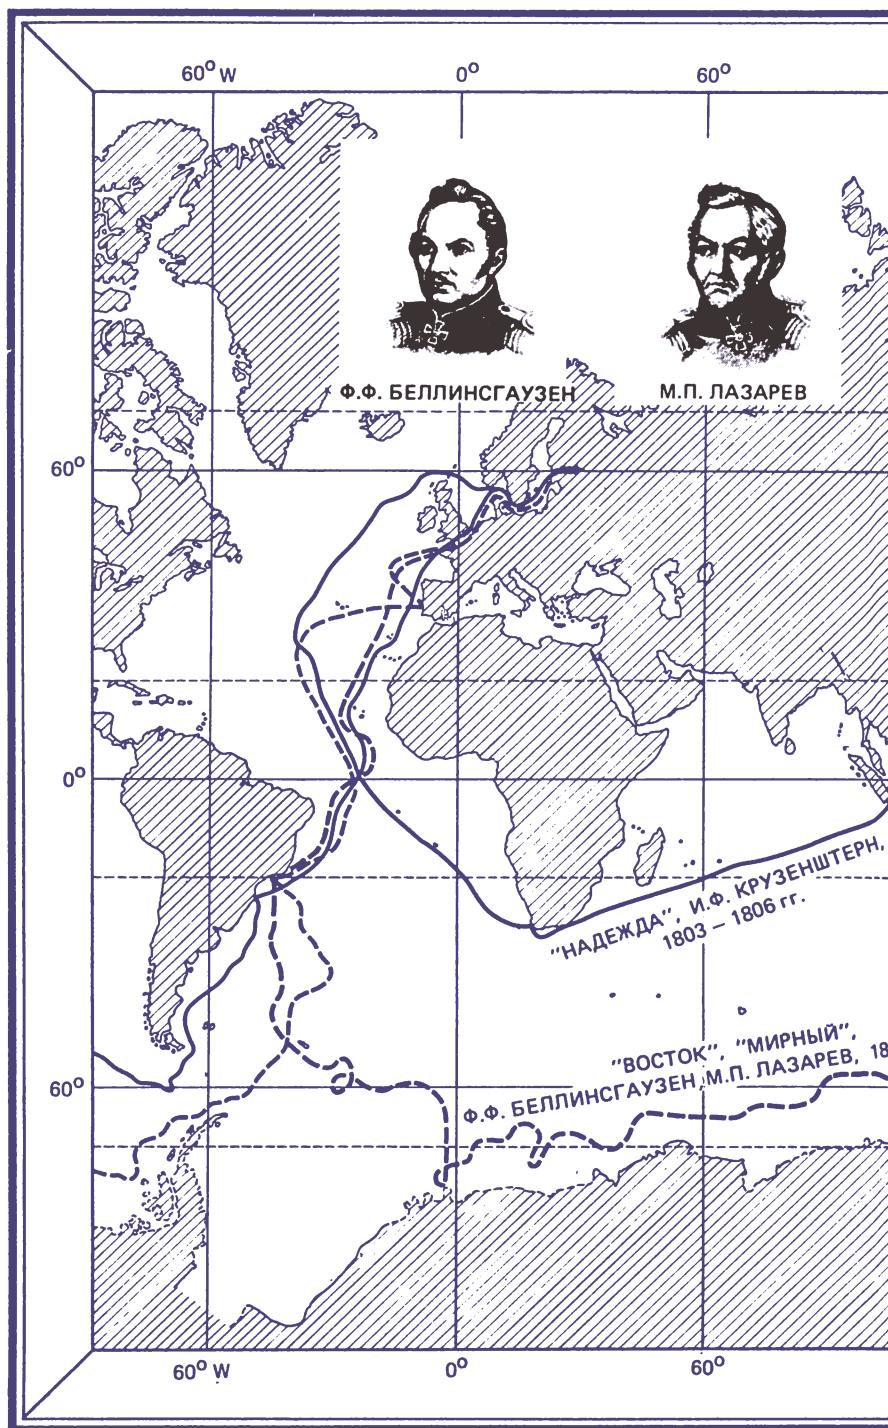 60° W 0° 60°
Ф.Ф. БЕЛЛИНСГАУЗЕН М.П. ЛАЗАРЕВ
60°
0°
"НАДЕЖДА", И.Ф. КРУЗЕНШТЕРН,
1803 – 1806 гг.
"ВОСТОК", "МИРНЫЙ",
Ф.Ф. БЕЛЛИНСГАУЗЕН, М.П. ЛАЗАРЕВ, 18
60°
60° W 0° 60°